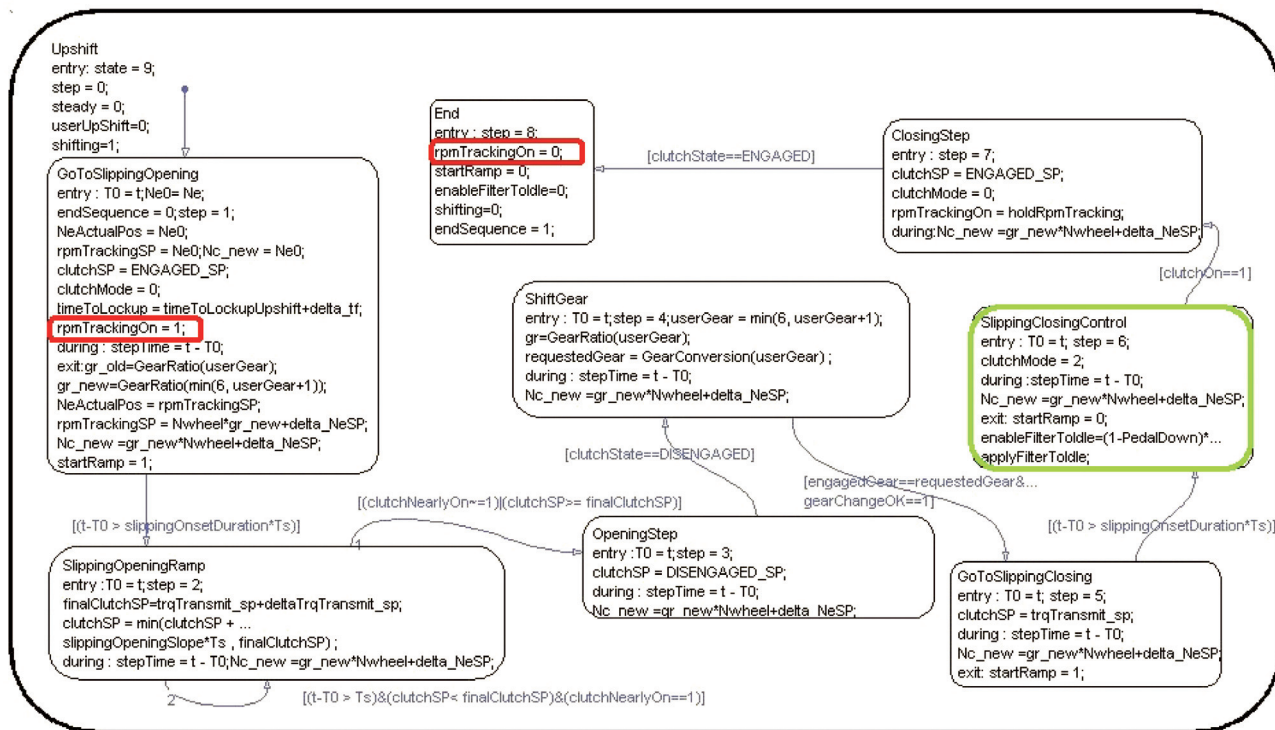 Upshift
entry: state = 9;
step = 0;
steady = 0;
userUpShift=0;
shifting=1;
GoToSlippingOpening
entry : T0 = t;Ne0= Ne;
endSequence = 0;step = 1;
NeActualPos = Ne0;
rpmTrackingSP = Ne0;Nc_new = Ne0;
clutchSP = ENGAGED_SP;
clutchMode = 0;
timeToLockup = timeToLockupUpshift+delta_tf;
rpmTrackingOn = 1;
during : stepTime = t - T0;
exit:gr_old=GearRatio(userGear);
gr_new=GearRatio(min(6, userGear+1));
NeActualPos = rpmTrackingSP;
rpmTrackingSP = Nwheel*gr_new+delta_NeSP;
Nc_new =gr_new*Nwheel+delta_NeSP;
startRamp = 1;
[(t-T0 > slippingOnsetDuration*Ts)]
SlippingOpeningRamp
entry :T0 = t;step = 2;
finalClutchSP=trqTransmit_sp+deltaTrqTransmit_sp;
clutchSP = min(clutchSP + ...
slippingOpeningSlope*Ts , finalClutchSP) ;
during : stepTime = t - T0;Nc_new =gr_new*Nwheel+delta_NeSP;
1
2
[(t-T0 > Ts)&(clutchSP< finalClutchSP)&(clutchNearlyOn==1)]
[(clutchNearlyOn~=1)|(clutchSP>= finalClutchSP)]
OpeningStep
entry :T0 = t;step = 3;
clutchSP = DISENGAGED_SP;
during : stepTime = t - T0;
Nc_new =gr_new*Nwheel+delta_NeSP;
[clutchState==DISENGAGED]
ShiftGear
entry : T0 = t;step = 4;userGear = min(6, userGear+1);
gr=GearRatio(userGear);
requestedGear = GearConversion(userGear) ;
during : stepTime = t - T0;
Nc_new =gr_new*Nwheel+delta_NeSP;
[engagedGear==requestedGear&...
gearChangeOK==1]
GoToSlippingClosing
entry : T0 = t; step = 5;
clutchSP = trqTransmit_sp;
during : stepTime = t - T0;
Nc_new =gr_new*Nwheel+delta_NeSP;
exit: startRamp = 1;
[(t-T0 > slippingOnsetDuration*Ts)]
SlippingClosingControl
entry : T0 = t; step = 6;
clutchMode = 2;
during :stepTime = t - T0;
Nc_new =gr_new*Nwheel+delta_NeSP;
exit: startRamp = 0;
enableFilterToIdle=(1-PedalDown)*...
applyFilterToIdle;
[clutchOn==1]
ClosingStep
entry : step = 7;
clutchSP = ENGAGED_SP;
clutchMode = 0;
rpmTrackingOn = holdRpmTracking;
during:Nc_new =gr_new*Nwheel+delta_NeSP;
[clutchState==ENGAGED]
End
entry : step = 8;
rpmTrackingOn = 0;
startRamp = 0;
enableFilterToIdle=0;
shifting=0;
endSequence = 1;